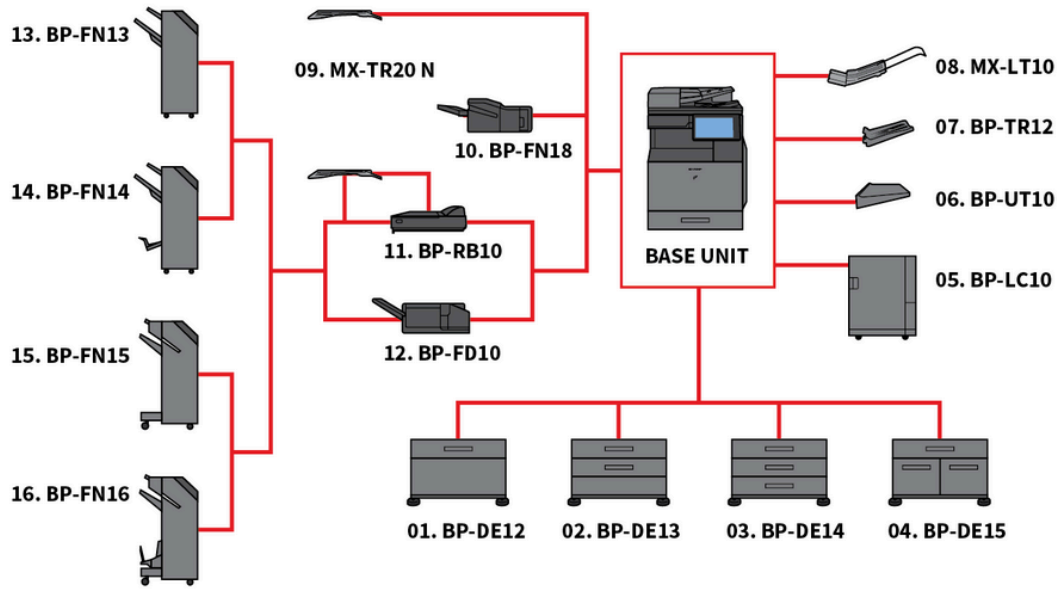 13. BP-FN13
09. MX-TR20 N
08. MX-LT10
07. BP-TR12
10. BP-FN18
14. BP-FN14
06. BP-UT10
11. BP-RB10
BASE UNIT
05. BP-LC10
15. BP-FN15
12. BP-FD10
16. BP-FN16
01. BP-DE12
02. BP-DE13
03. BP-DE14
04. BP-DE15